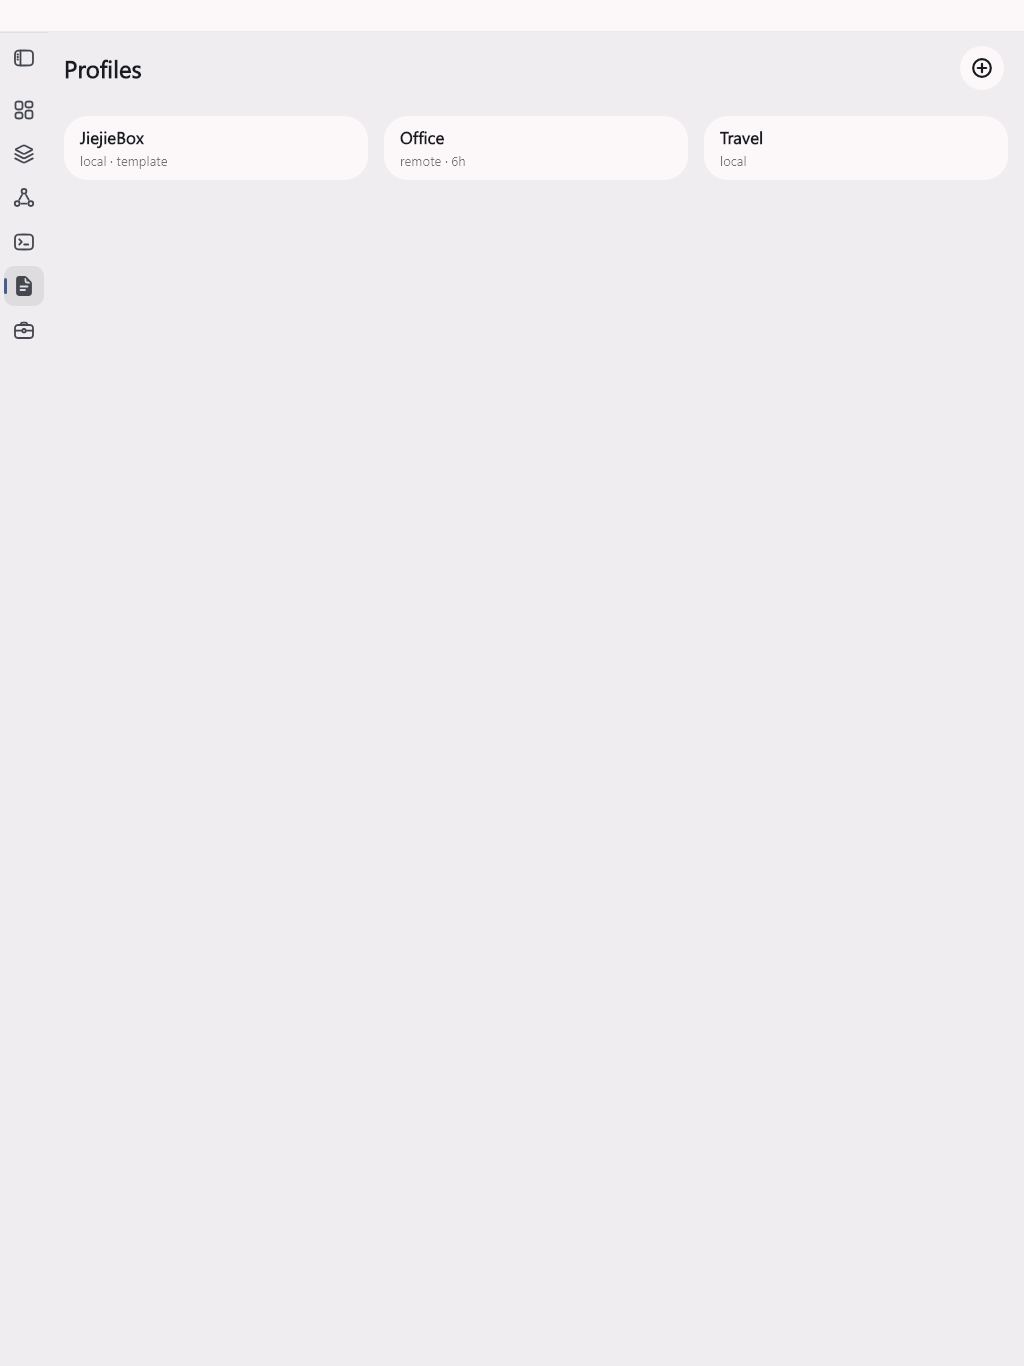 Profiles
JiejieBox
local · template
Office
remote · 6h
Travel
local